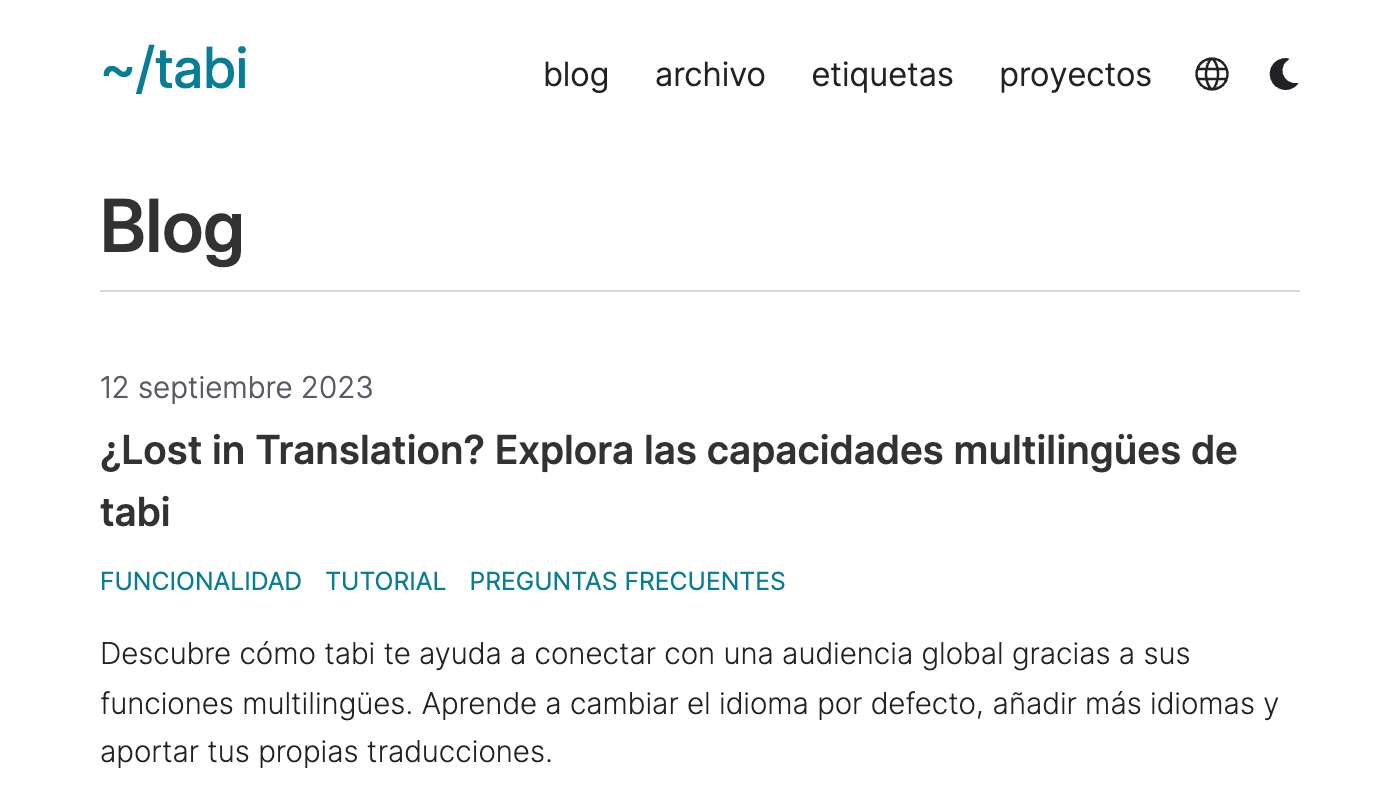 ~/tabi
blog archivo etiquetas proyectos
Blog
12 septiembre 2023
¿Lost in Translation? Explora las capacidades multilingües de
tabi
FUNCIONALIDAD TUTORIAL PREGUNTAS FRECUENTES
Descubre cómo tabi te ayuda a conectar con una audiencia global gracias a sus
funciones multilingües. Aprende a cambiar el idioma por defecto, añadir más idiomas y
aportar tus propias traducciones.